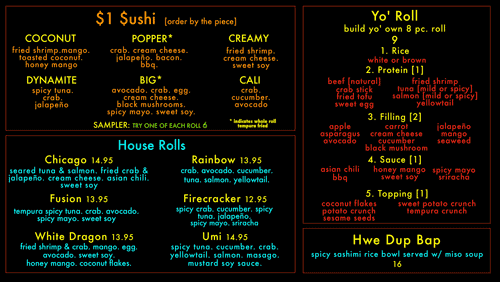 $1 $ushi [order by the piece]
COCONUT
fried shrimp.mango.
toasted coconut.
honey mango
POPPER*
crab. cream cheese.
jalapeño. bacon.
bbq.
CREAMY
fried shrimp.
cream cheese.
sweet soy
DYNAMITE
spicy tuna.
crab.
jalapeño
BIG*
avocado. crab. egg.
cream cheese.
black mushrooms.
spicy mayo. sweet soy.
CALI
crab.
cucumber.
avocado
SAMPLER: TRY ONE OF EACH ROLL 6
* indicates whole roll
tempura fried
House Rolls
Chicago 14.95
seared tuna & salmon. fried crab &
jalapeño. cream cheese. asian chili.
sweet soy
Rainbow 13.95
crab. avocado. cucumber.
tuna. salmon. yellowtail.
Fusion 13.95
tempura spicy tuna. crab. avocado.
spicy mayo. sweet soy
Firecracker 12.95
spicy crab. cucumber. spicy
tuna. jalapeño.
spicy mayo. sriracha
White Dragon 13.95
fried shrimp & crab. mango. egg.
avocado. sweet soy.
honey mango. coconut flakes.
Umi 14.95
spicy tuna. cucumber. crab.
yellowtail. salmon. masago.
mustard soy sauce.
Yo' Roll
build yo' own 8 pc. roll
9
1. Rice
white or mixed
2. Protein [1]
beef [natural]
crab stick
fried tofu
sweet egg
fried shrimp
tuna [mild or spicy]
salmon [mild or spicy]
yellowtail
3. Filling [2]
apple
asparagus
avocado
carrot
cream cheese
cucumber
black mushroom
jalapeño
mango
seaweed
4. Sauce [1]
asian chili
bbq
honey mango
sweet soy
spicy mayo
sriracha
5. Topping [1]
coconut flakes
potato crunch
sesame seeds
sweet potato crunch
tempura crunch
Hwe Dup Bap
spicy sashimi rice bowl served w/ miso soup
16